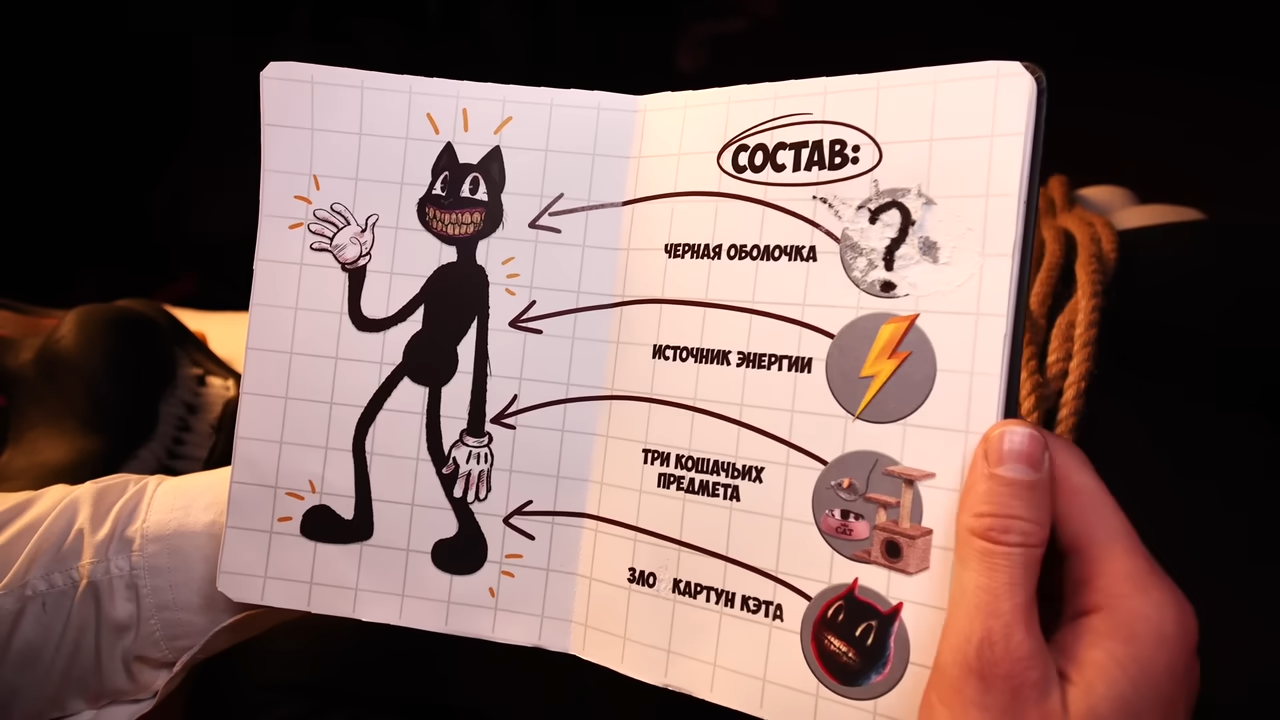 СОСТАВ:
?
ЧЕРНАЯ ОБОЛОЧКА
ИСТОЧНИК ЭНЕРГИИ
ТРИ КОШАЧЬИХ
ПРЕДМЕТА
CAT
ЗЛО КАРТУН КЭТА